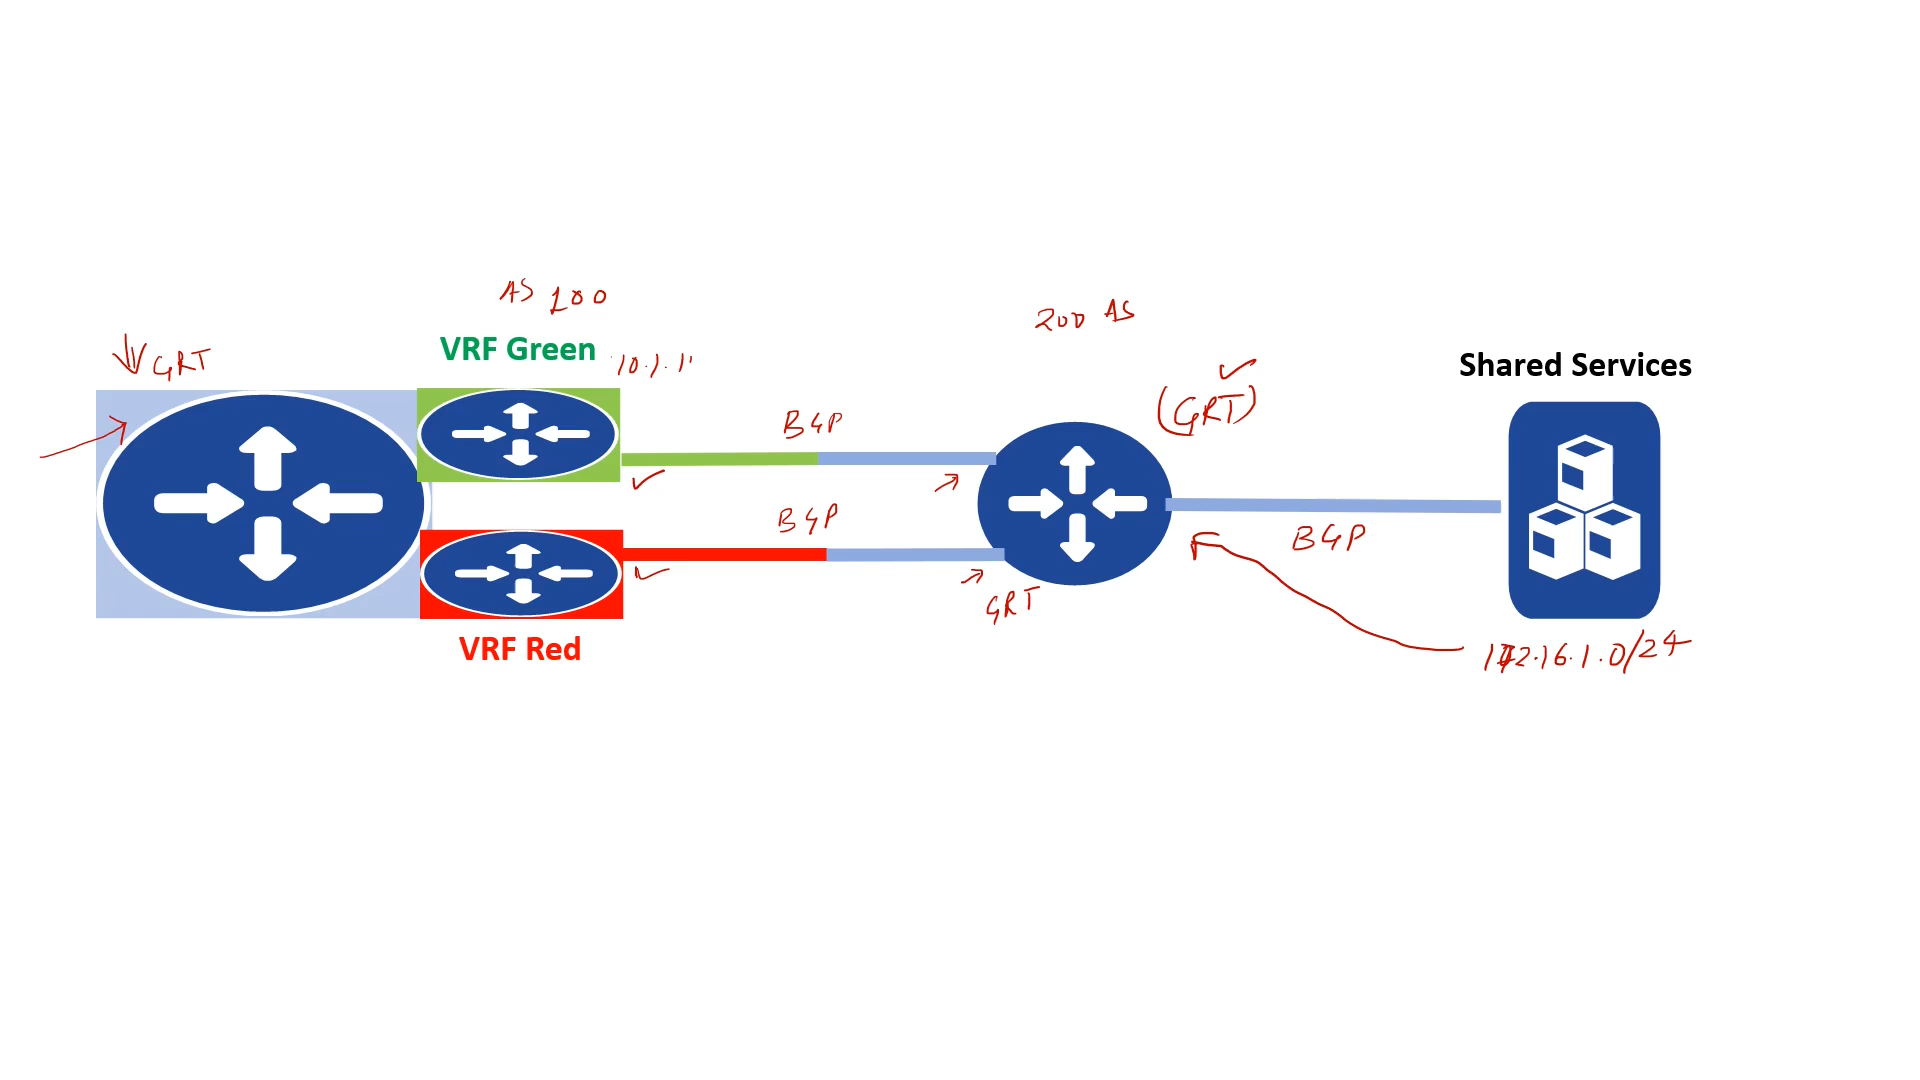 AS 100
200 AS
GRT
VRF Green
10.1.1
Shared Services
(GRT)
BGP
BGP
BGP
GRT
VRF Red
172.16.1.0/24